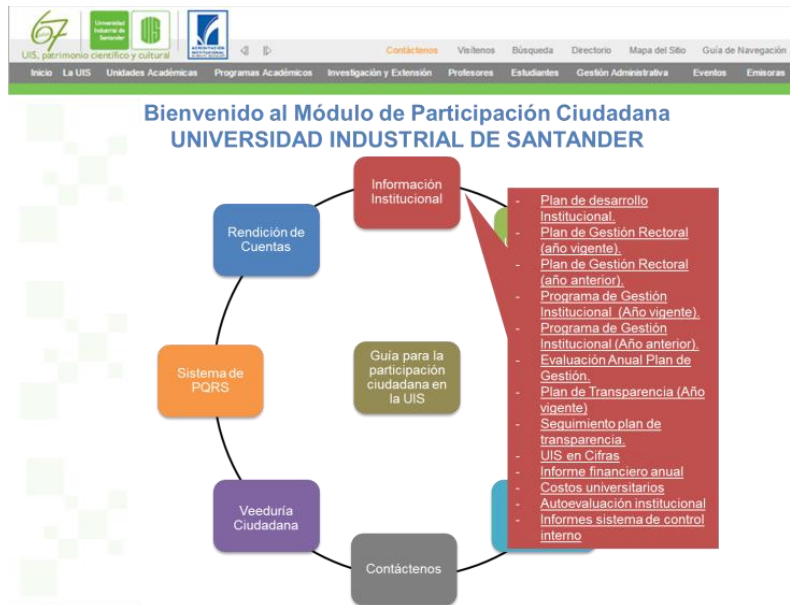 67
Universidad
Industrial de
Santander
UIS
ACREDITACIÓN
INSTITUCIONAL
UIS, patrimonio científico y cultural
Contáctenos Visítenos Búsqueda Directorio Mapa del Sitio Guía de Navegación
Inicio La UIS Unidades Académicas Programas Académicos Investigación y Extensión Profesores Estudiantes Gestión Administrativa Eventos Emisoras
Bienvenido al Módulo de Participación Ciudadana
UNIVERSIDAD INDUSTRIAL DE SANTANDER
Información
Institucional
Rendición de
Cuentas
- Plan de desarrollo
Institucional.
- Plan de Gestión Rectoral
(año vigente).
- Plan de Gestión Rectoral
(año anterior).
- Programa de Gestión
Institucional (Año vigente).
- Programa de Gestión
Institucional (Año anterior).
- Evaluación Anual Plan de
Gestión.
- Plan de Transparencia (Año
vigente)
- Seguimiento plan de
transparencia.
- UIS en Cifras
- Informe financiero anual
- Costos universitarios
- Autoevaluación institucional
- Informes sistema de control
interno
Sistema de
PQRS
Guía para la
participación
ciudadana en
la UIS
Veeduría
Ciudadana
Contáctenos